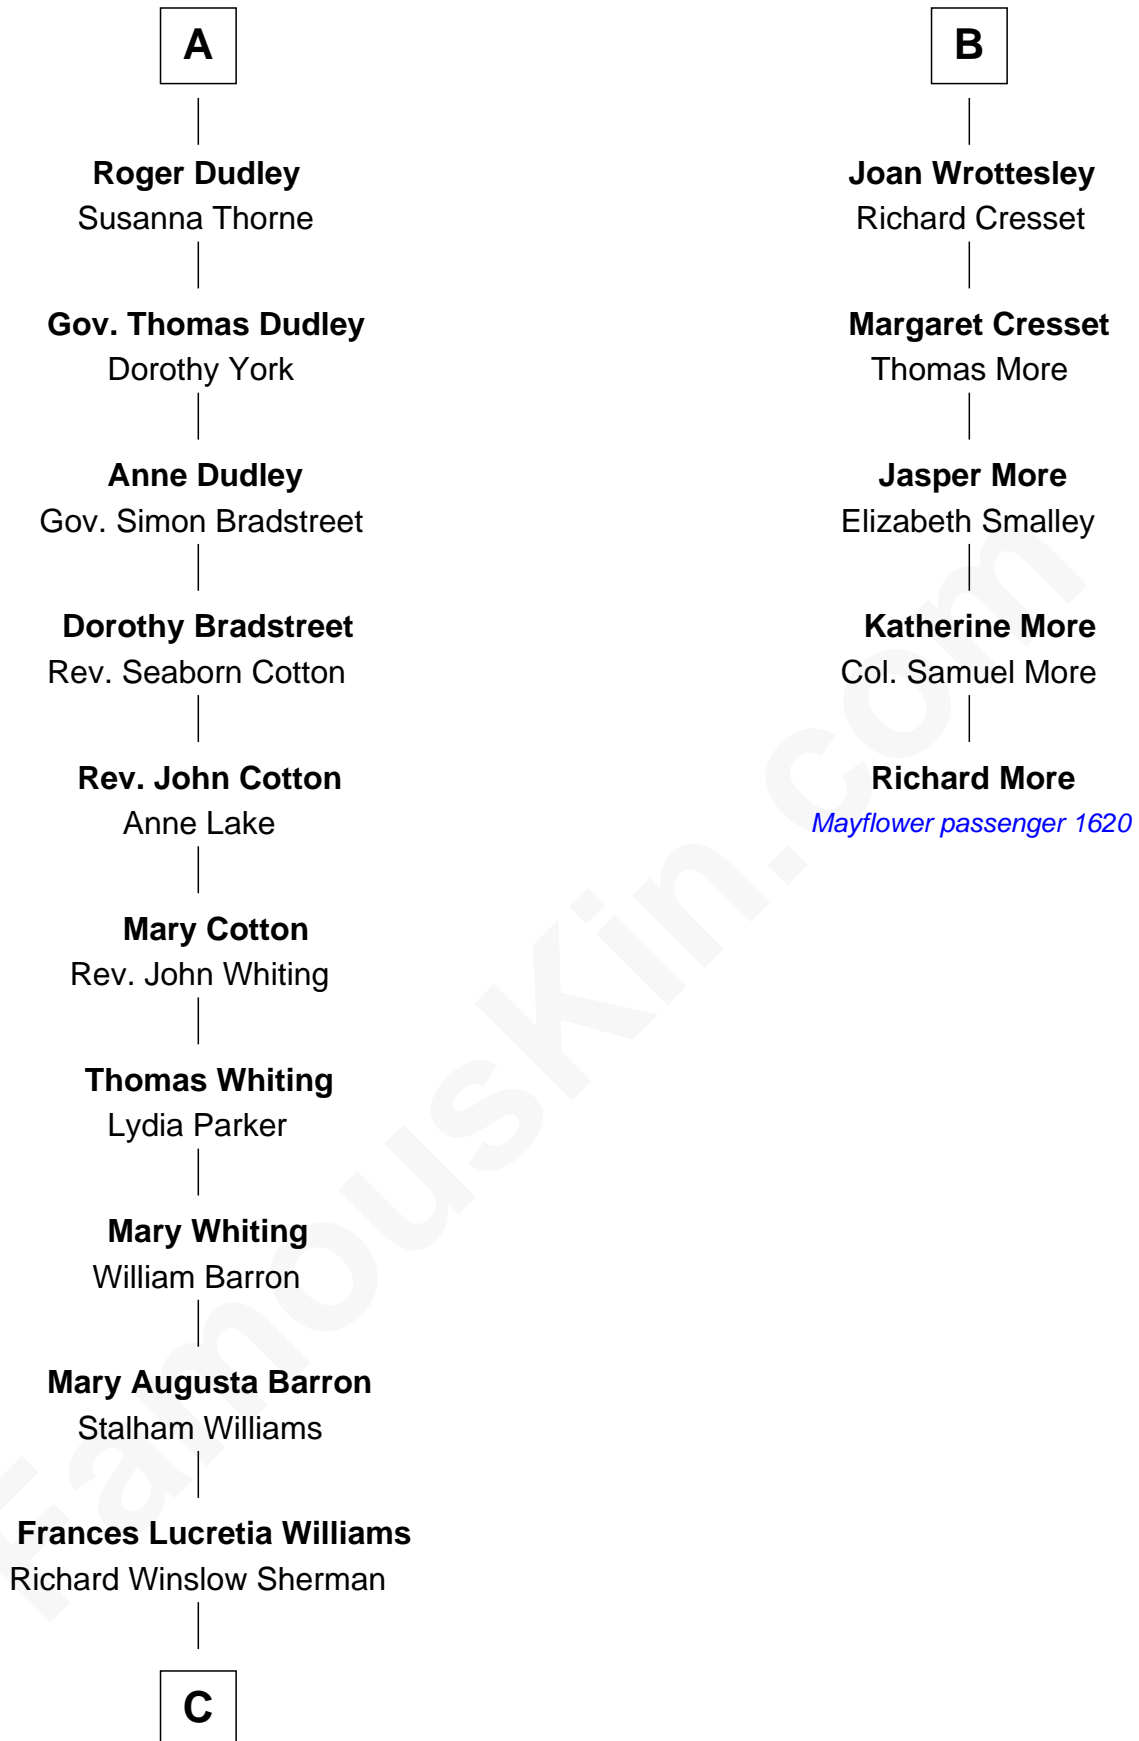 A
Roger Dudley
Susanna Thorne
Gov. Thomas Dudley
Dorothy York
Anne Dudley
Gov. Simon Bradstreet
Dorothy Bradstreet
Rev. Seaborn Cotton
Rev. John Cotton
Anne Lake
Mary Cotton
Rev. John Whiting
Thomas Whiting
Lydia Parker
Mary Whiting
William Barron
Mary Augusta Barron
Stalham Williams
Frances Lucretia Williams
Richard Winslow Sherman
C
B
Joan Wrottesley
Richard Cresset
Margaret Cresset
Thomas More
Jasper More
Elizabeth Smalley
Katherine More
Col. Samuel More
Richard More
Mayflower passenger 1620
FamousKin.com